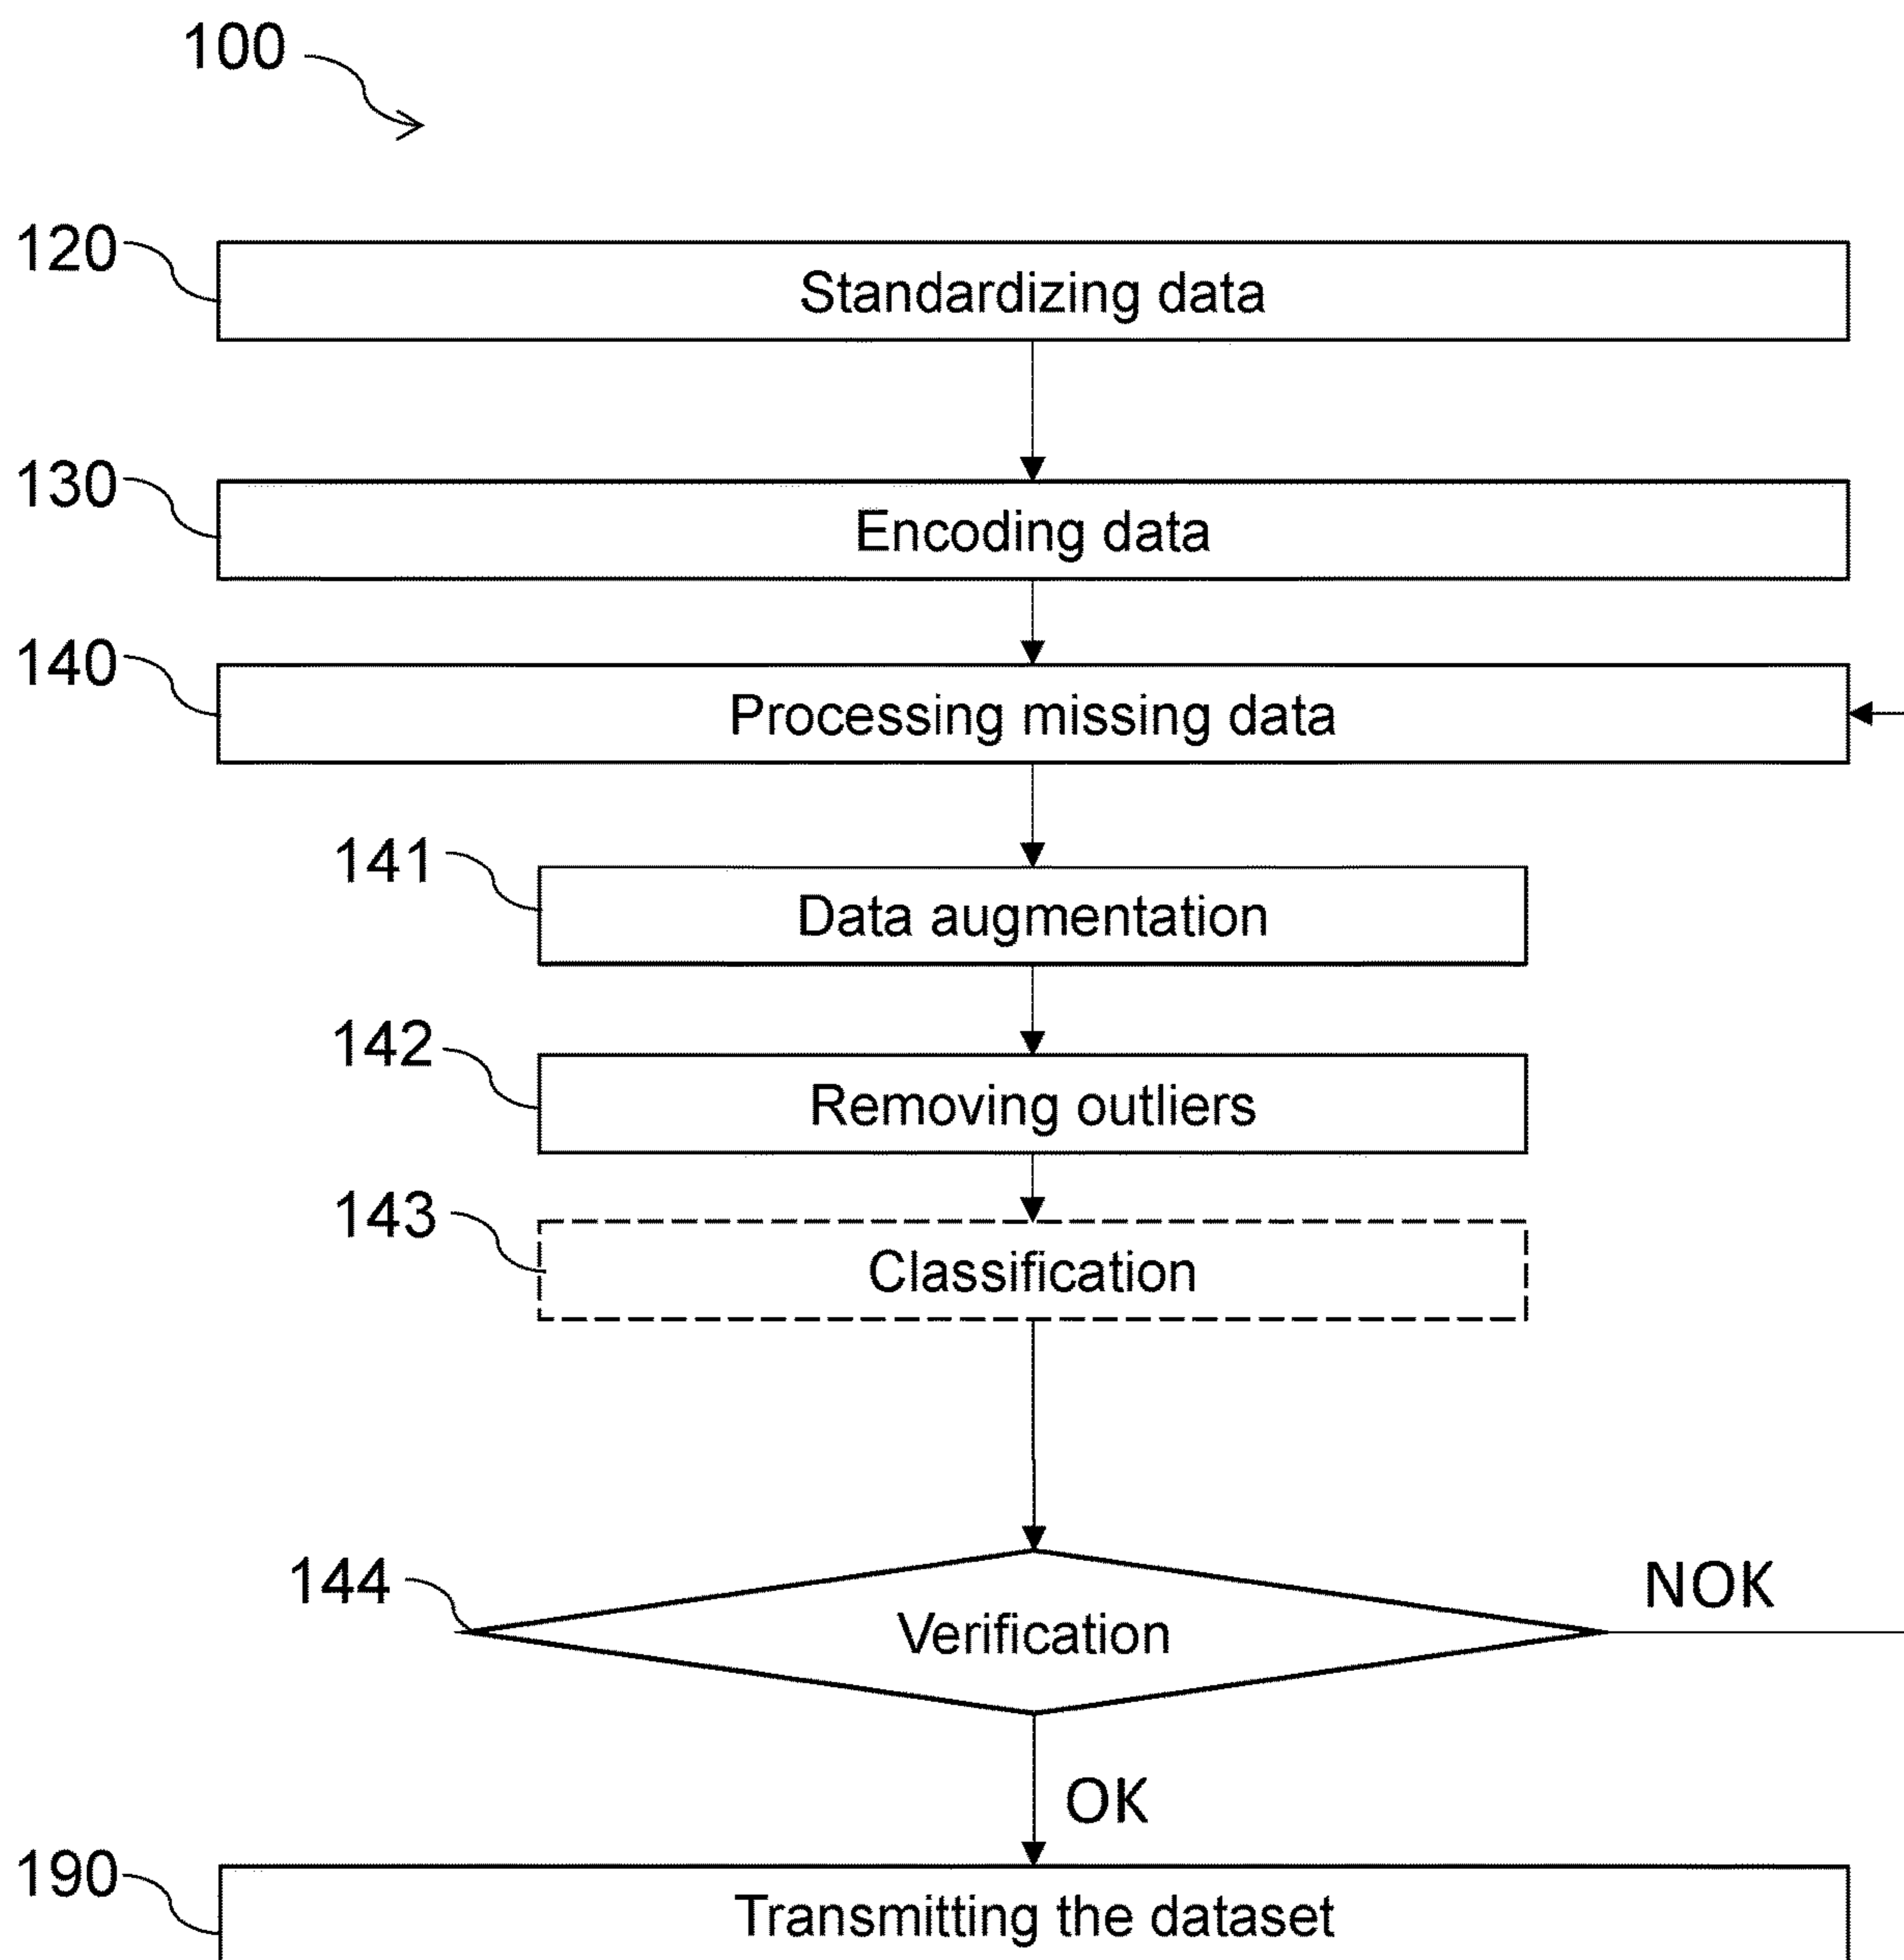 100
120
Standardizing data
130
Encoding data
140
Processing missing data
141
Data augmentation
142
Removing outliers
143
Classification
144
Verification
NOK
OK
190
Transmitting the dataset